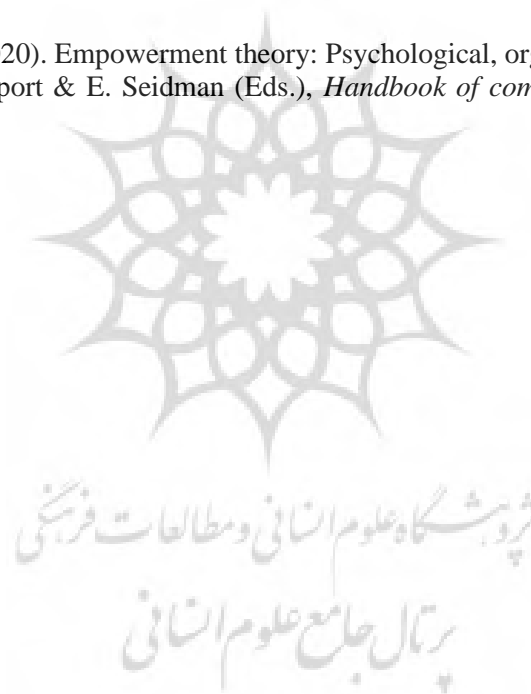 20). Empowerment theory: Psychological, org
port & E. Seidman (Eds.), Handbook of com
پژوهشگاه علوم انسانی و مطالعات فرهنگی
پرتال جامع علوم انسانی